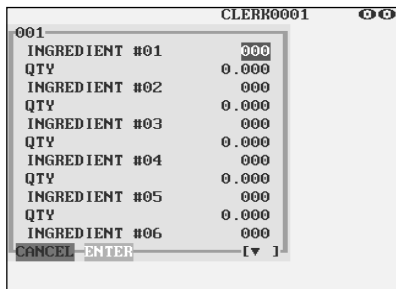 CLERK0001
001
INGREDIENT #01 000
QTY 0.000
INGREDIENT #02 000
QTY 0.000
INGREDIENT #03 000
QTY 0.000
INGREDIENT #04 000
QTY 0.000
INGREDIENT #05 000
QTY 0.000
INGREDIENT #06 000
CANCEL ENTER [▼ ]